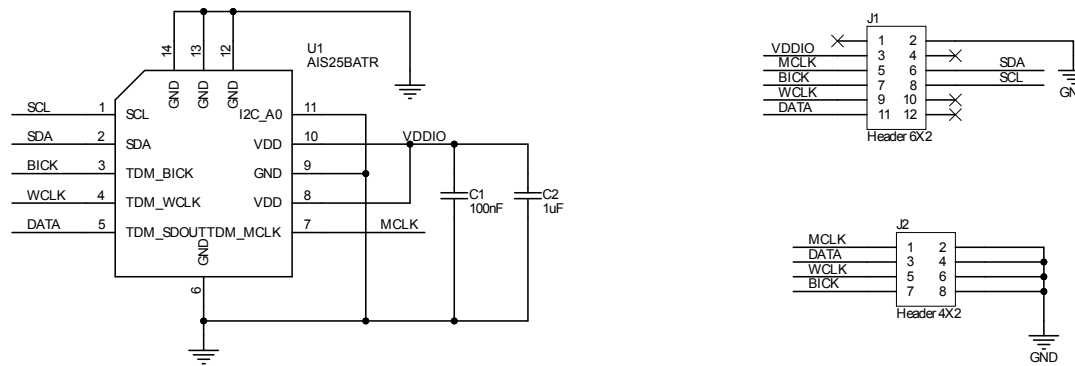 U1
AIS25BATR
14
13
12
GND
GND
GND
SCL 1 SCL
I2C_A0 11
SDA 2 SDA
VDD 10 VDDIO
BICK 3 TDM_BICK
GND 9
WCLK 4 TDM_WCLK
VDD 8
DATA 5 TDM_SDOUT
TDM_MCLK 7 MCLK
GND
6
C1
100nF
C2
1uF
J1
1 2
VDDIO 3 4
MCLK 5 6 SDA
BICK 7 8 SCL
WCLK 9 10
DATA 11 12
Header 6X2
J2
MCLK 1 2
DATA 3 4
WCLK 5 6
BICK 7 8
Header 4X2
GND